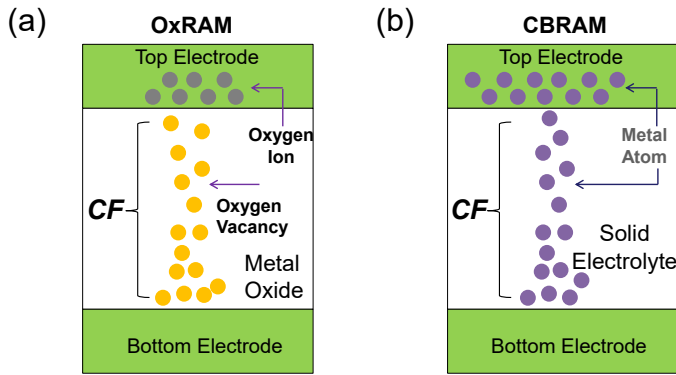 (a)
OxRAM
Top Electrode
Oxygen
Ion
CF
Oxygen
Vacancy
Metal
Oxide
Bottom Electrode
(b)
CBRAM
Top Electrode
Metal
Atom
CF
Solid
Electrolyte
Bottom Electrode